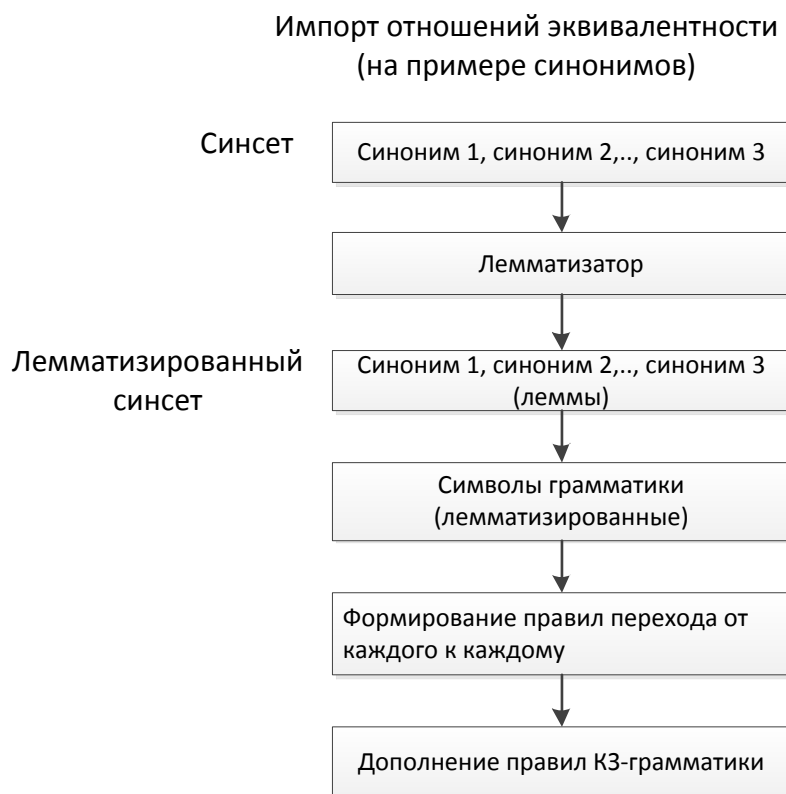 Импорт отношений эквивалентности
(на примере синонимов)
Синсет
Синоним 1, синоним 2,.., синоним 3
Лемматизатор
Лемматизированный
синсет
Синоним 1, синоним 2,.., синоним 3
(леммы)
Символы грамматики
(лемматизированные)
Формирование правил перехода от
каждого к каждому
Дополнение правил КЗ-грамматики